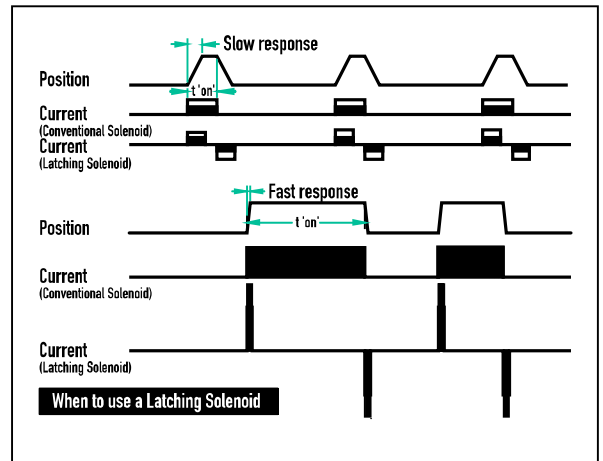 Slow response
Position
t 'on'
Current
(Conventional Solenoid)
Current
(Latching Solenoid)
Fast response
t 'on'
Position
Current
(Conventional Solenoid)
Current
(Latching Solenoid)
When to use a Latching Solenoid